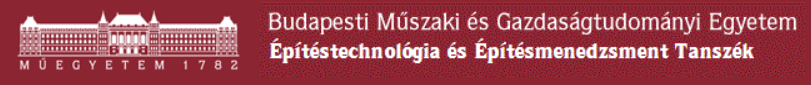 Budapesti Műszaki és Gazdaságtudományi Egyetem
Építéstechnológia és Építésmenedzsment Tanszék
MŰEGYETEM 1782